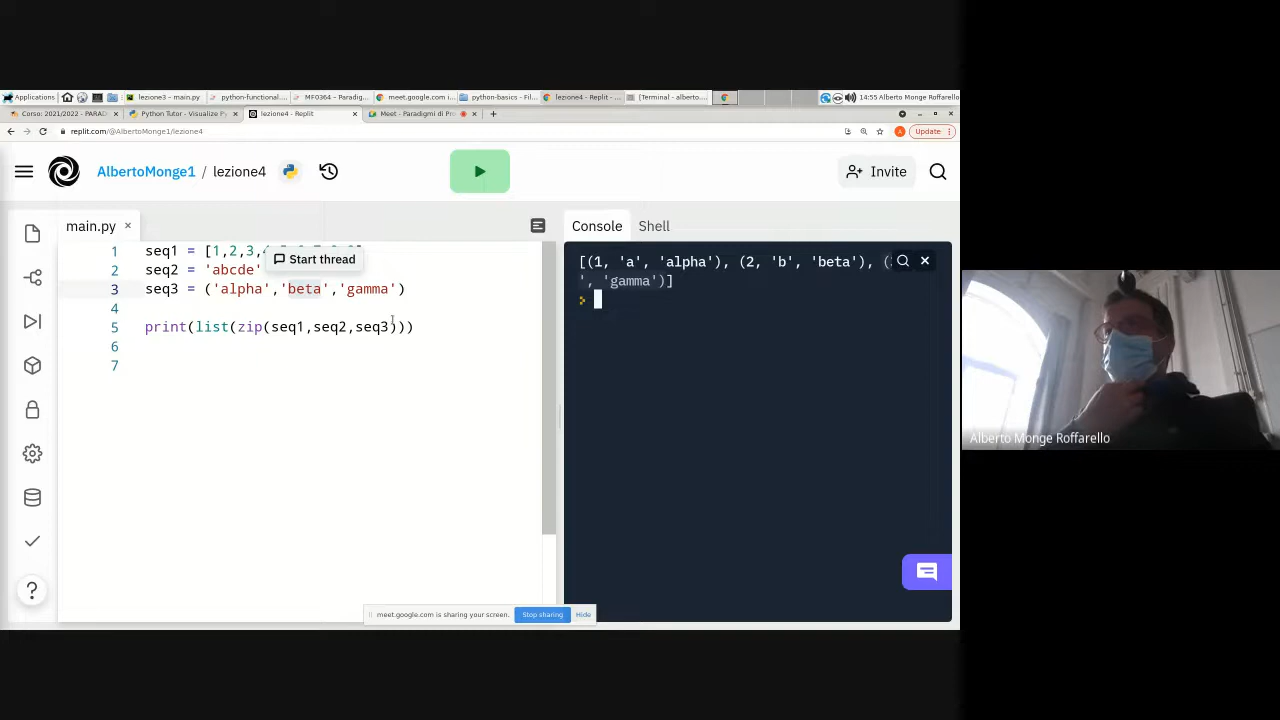 Applications
lezione3 – main.py
python-functional....
MF0364 – Paradig...
meet.google.com i...
python-basics - Fil...
lezione4 - Replit -...
[Terminal - alberto....
14:55 Alberto Monge Roffarello
Corso: 2021/2022 - PARAD
Python Tutor - Visualize Py
lezione4 - Replit
Meet - Paradigmi di Pr
replit.com/@AlbertoMonge1/lezione4
Update
AlbertoMonge1 / lezione4
Invite
main.py
Console
Shell
1 seq1 = [1,2,3,
Start thread
2 seq2 = 'abcde'
3 seq3 = ('alpha','beta','gamma')
4
5 print(list(zip(seq1,seq2,seq3)))
6
7
[(1, 'a', 'alpha'), (2, 'b', 'beta'), (
', 'gamma')]
meet.google.com is sharing your screen.
Stop sharing
Hide
Alberto Monge Roffarello